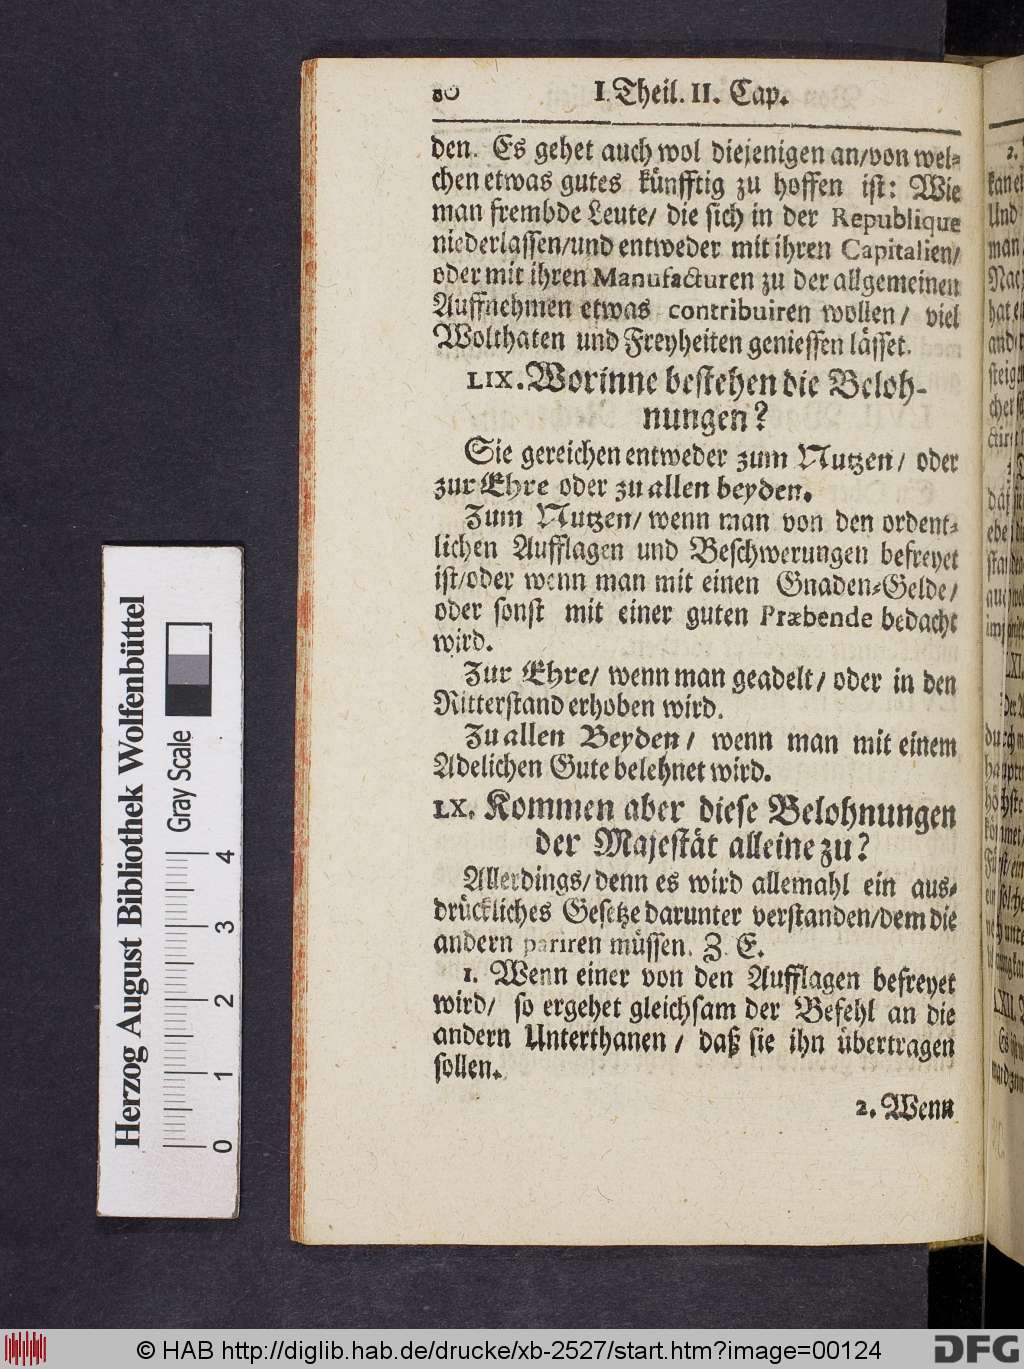 80 I. Theil. II. Cap.
den. Es gehet auch wol diejenigen an/von wel-
chen etwas gutes künfftig zu hoffen ist: Wie
man frembde Leute/ die sich in der Republique
niederlassen/und entweder mit ihren Capitalien/
oder mit ihren Manufacturen zu der allgemeinen
Auffnehmen etwas contribuiren wollen/ viel
Wolthaten und Freyheiten geniessen lässet.
LIX. Worinne bestehen die Beloh-
nungen?
Sie gereichen entweder zum Nutzen/ oder
zur Ehre oder zu allen beyden.
Zum Nutzen/ wenn man von den ordent-
lichen Aufflagen und Beschwerungen befreyet
ist/oder wenn man mit einen Gnaden-Gelde/
oder sonst mit einer guten Præbende bedacht
wird.
Zur Ehre/ wenn man geadelt/ oder in den
Ritterstand erhoben wird.
Zu allen Beyden/ wenn man mit einem
Adelichen Gute belehnet wird.
LX. Kommen aber diese Belohnungen
der Majestät alleine zu?
Allerdings/denn es wird allemahl ein aus-
drückliches Gesetze darunter verstanden/dem die
andern pariren müssen. Z. E.
1. Wenn einer von den Aufflagen befreyet
wird/ so ergehet gleichsam der Befehl an die
andern Unterthanen/ daß sie ihn übertragen
sollen.
2. Wenn
Herzog August Bibliothek Wolfenbüttel
Gray Scale
0 1 2 3 4
© HAB http://diglib.hab.de/drucke/xb-2527/start.htm?image=00124
DFG